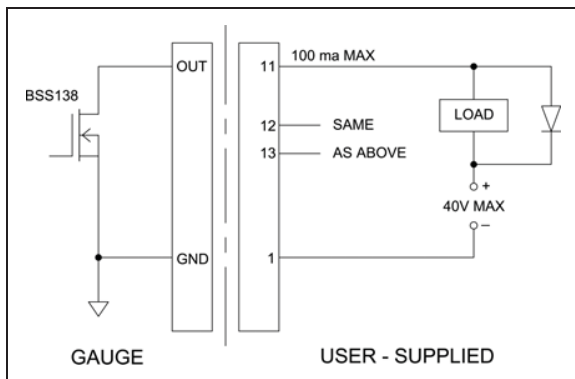 OUT
11
100 ma MAX
BSS138
LOAD
12
SAME
13
AS ABOVE
+
40V MAX
–
GND
1
GAUGE
USER - SUPPLIED